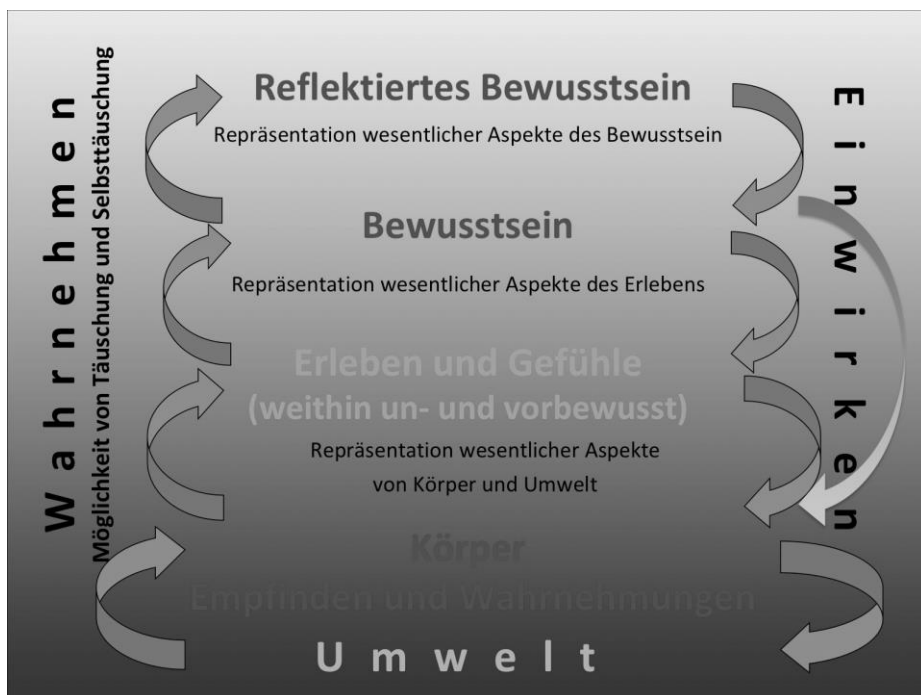 Wahrnehmen
Möglichkeit von Täuschung und Selbsttäuschung
Reflektiertes Bewusstsein
Repräsentation wesentlicher Aspekte des Bewusstsein
Bewusstsein
Repräsentation wesentlicher Aspekte des Erlebens
Erleben und Gefühle
(weithin un- und vorbewusst)
Repräsentation wesentlicher Aspekte
von Körper und Umwelt
Körper
Empfinden und Wahrnehmungen
Umwelt
Einwirken